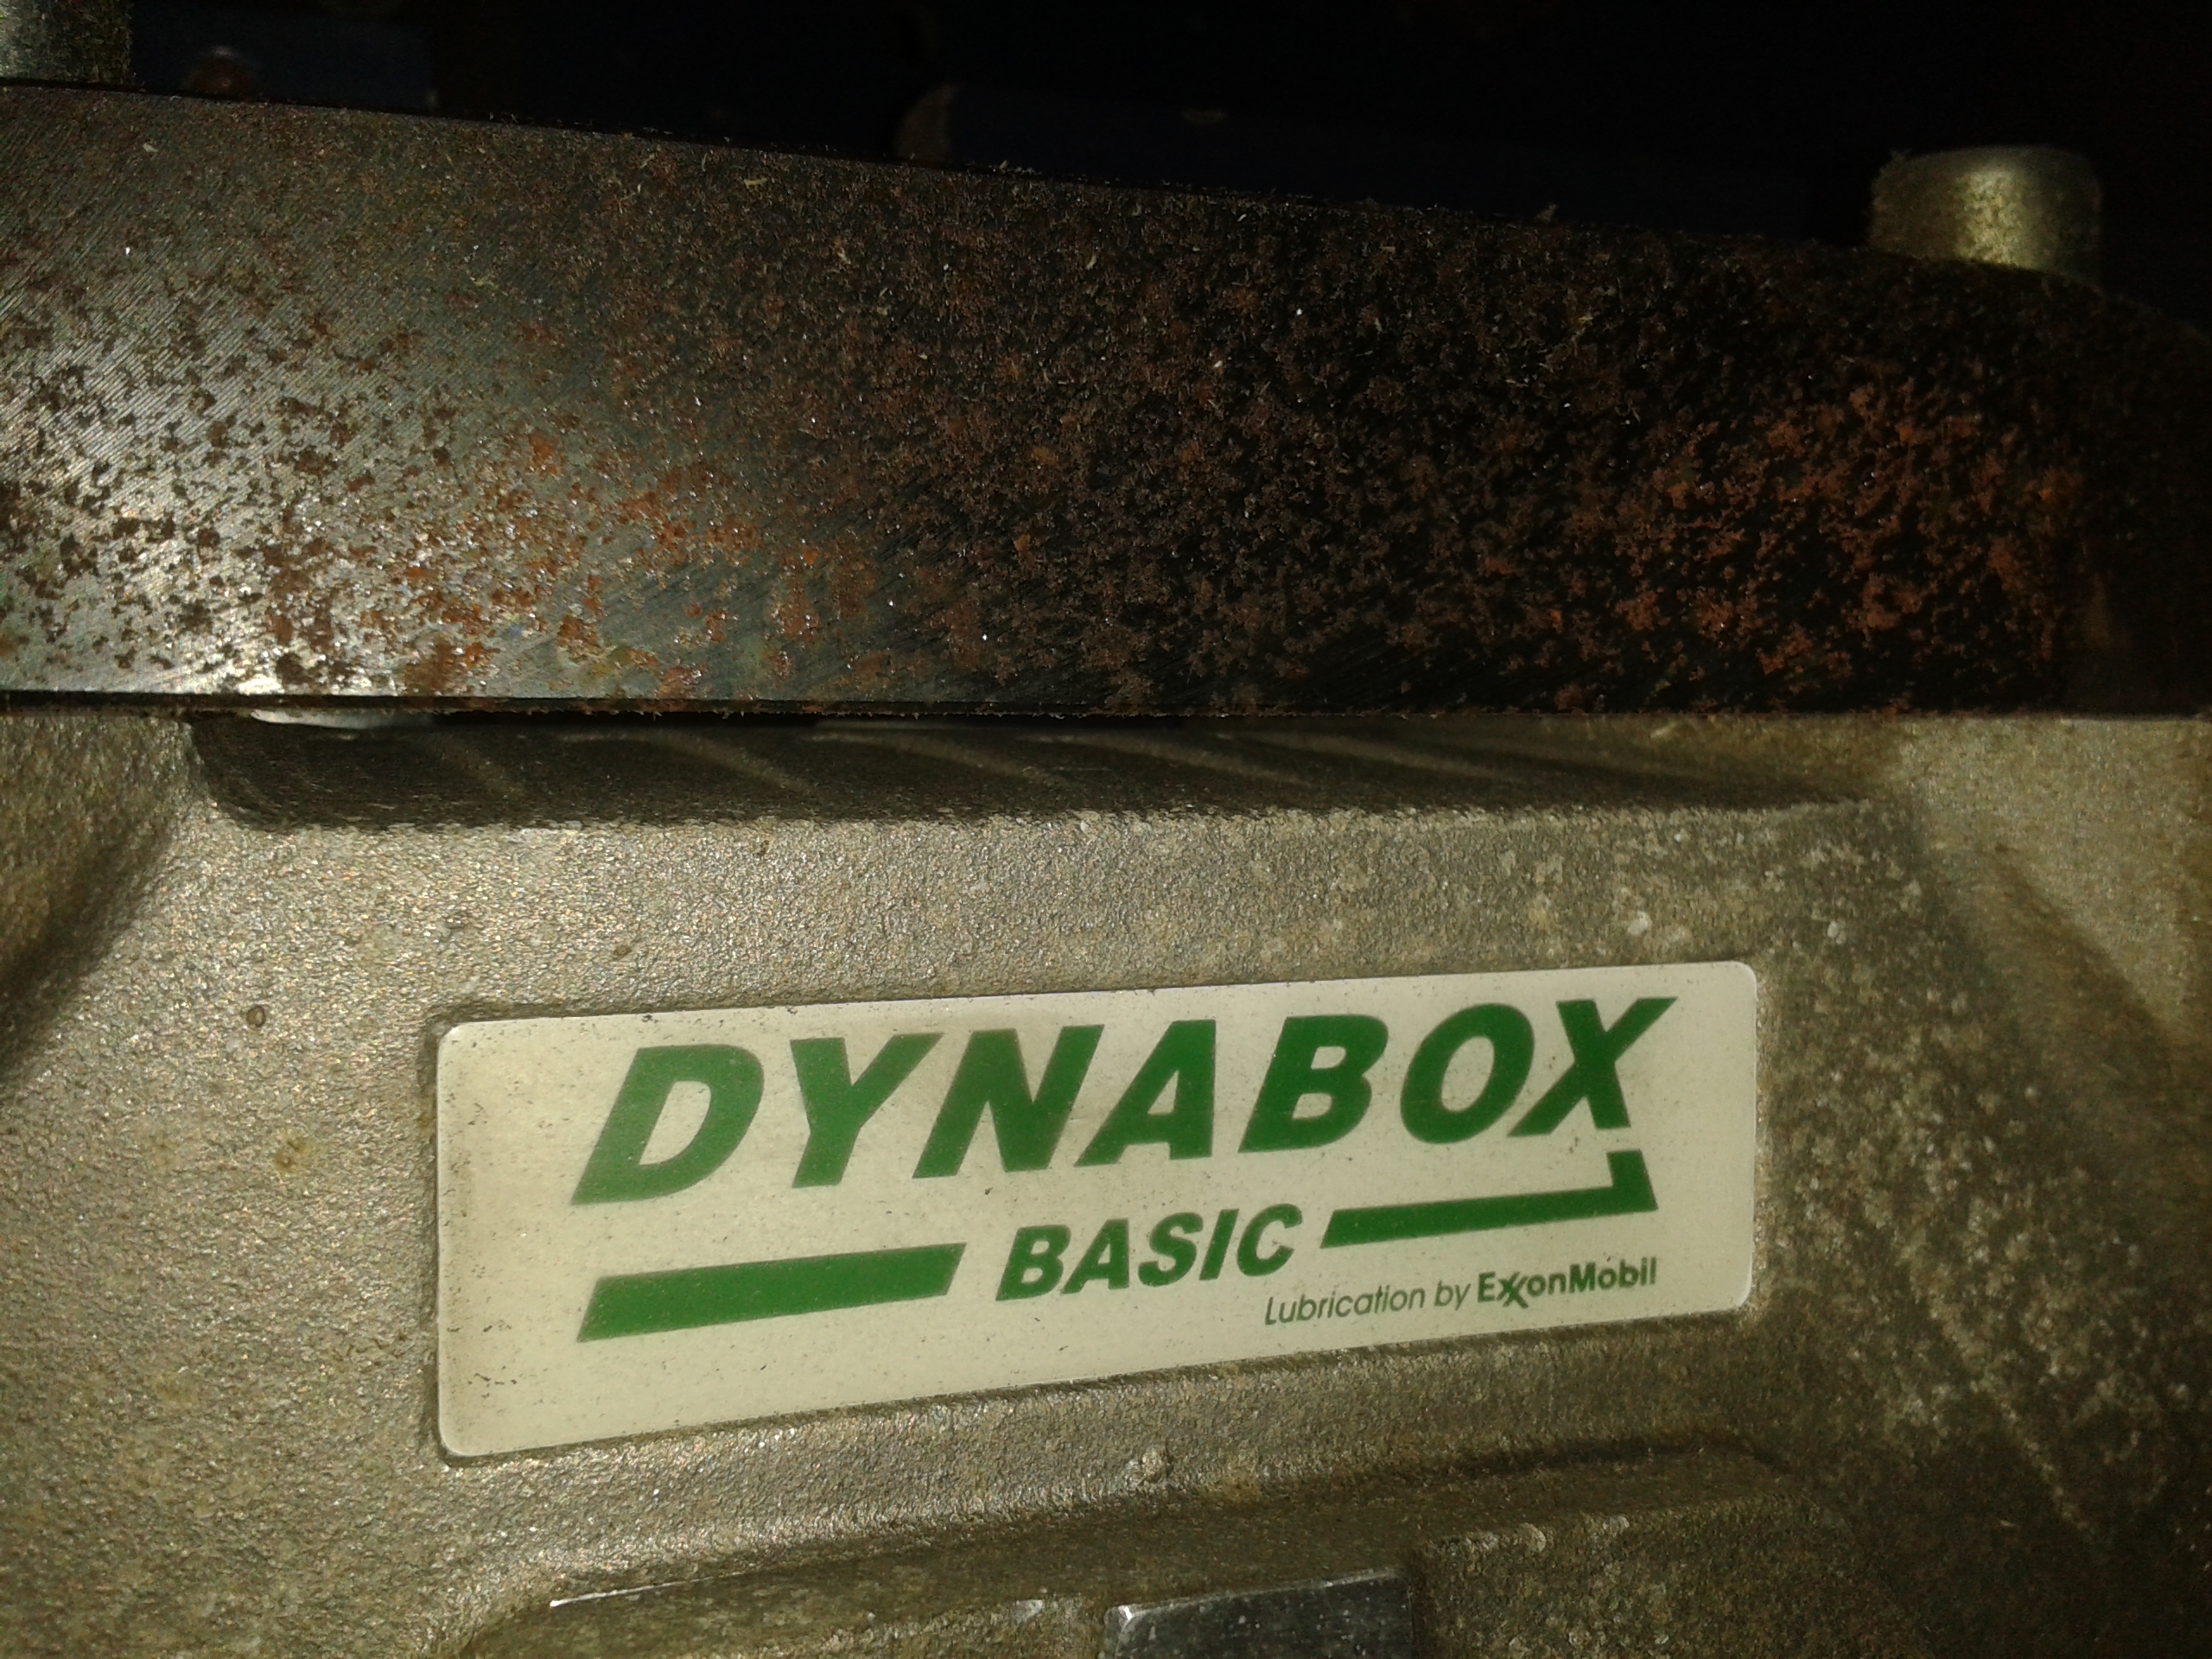 DYNABOX
BASIC
Lubrication by ExxonMobil